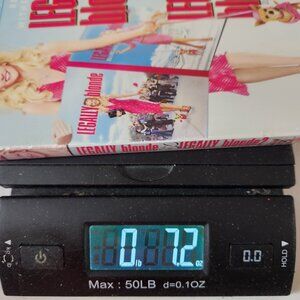 LEGALLY blonde
LEGALLY blonde LEGALLY blonde 2
0 LB 7.2 OZ
0.0
HOLD
Max : 50LB d=0.1OZ